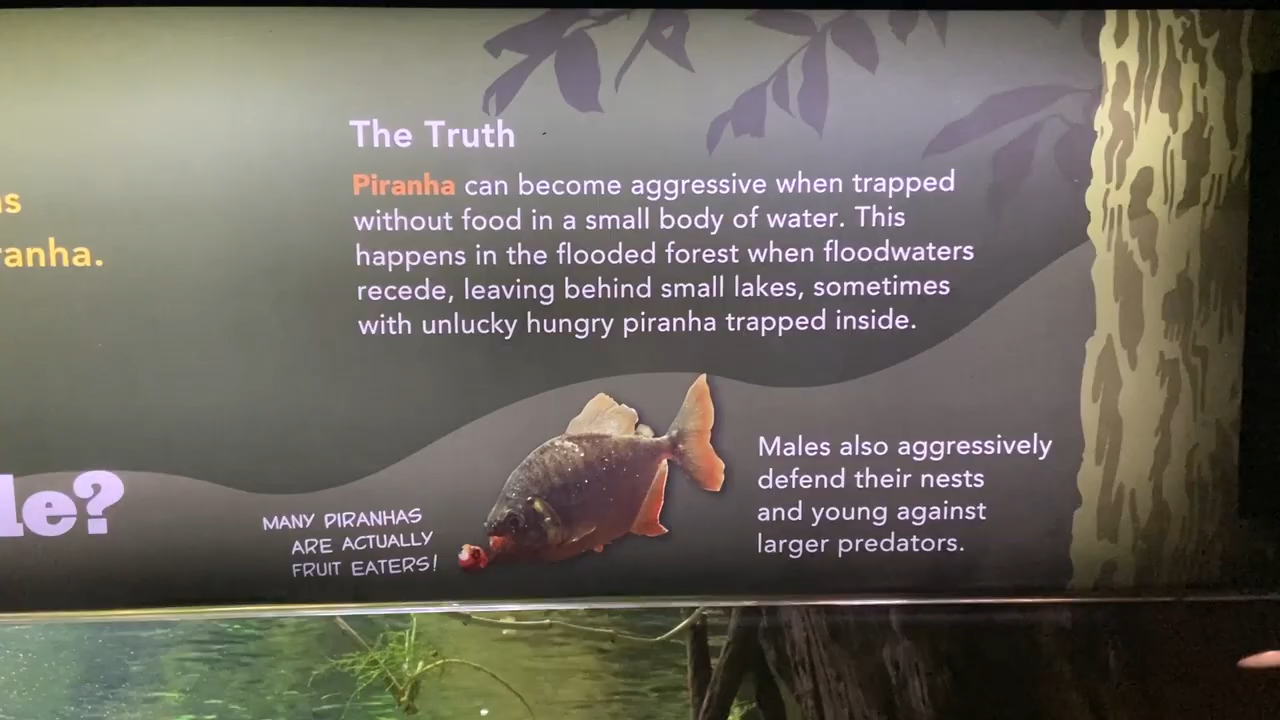 The Truth
Piranha can become aggressive when trapped
without food in a small body of water. This
happens in the flooded forest when floodwaters
recede, leaving behind small lakes, sometimes
with unlucky hungry piranha trapped inside.
MANY PIRANHAS
ARE ACTUALLY
FRUIT EATERS!
Males also aggressively
defend their nests
and young against
larger predators.